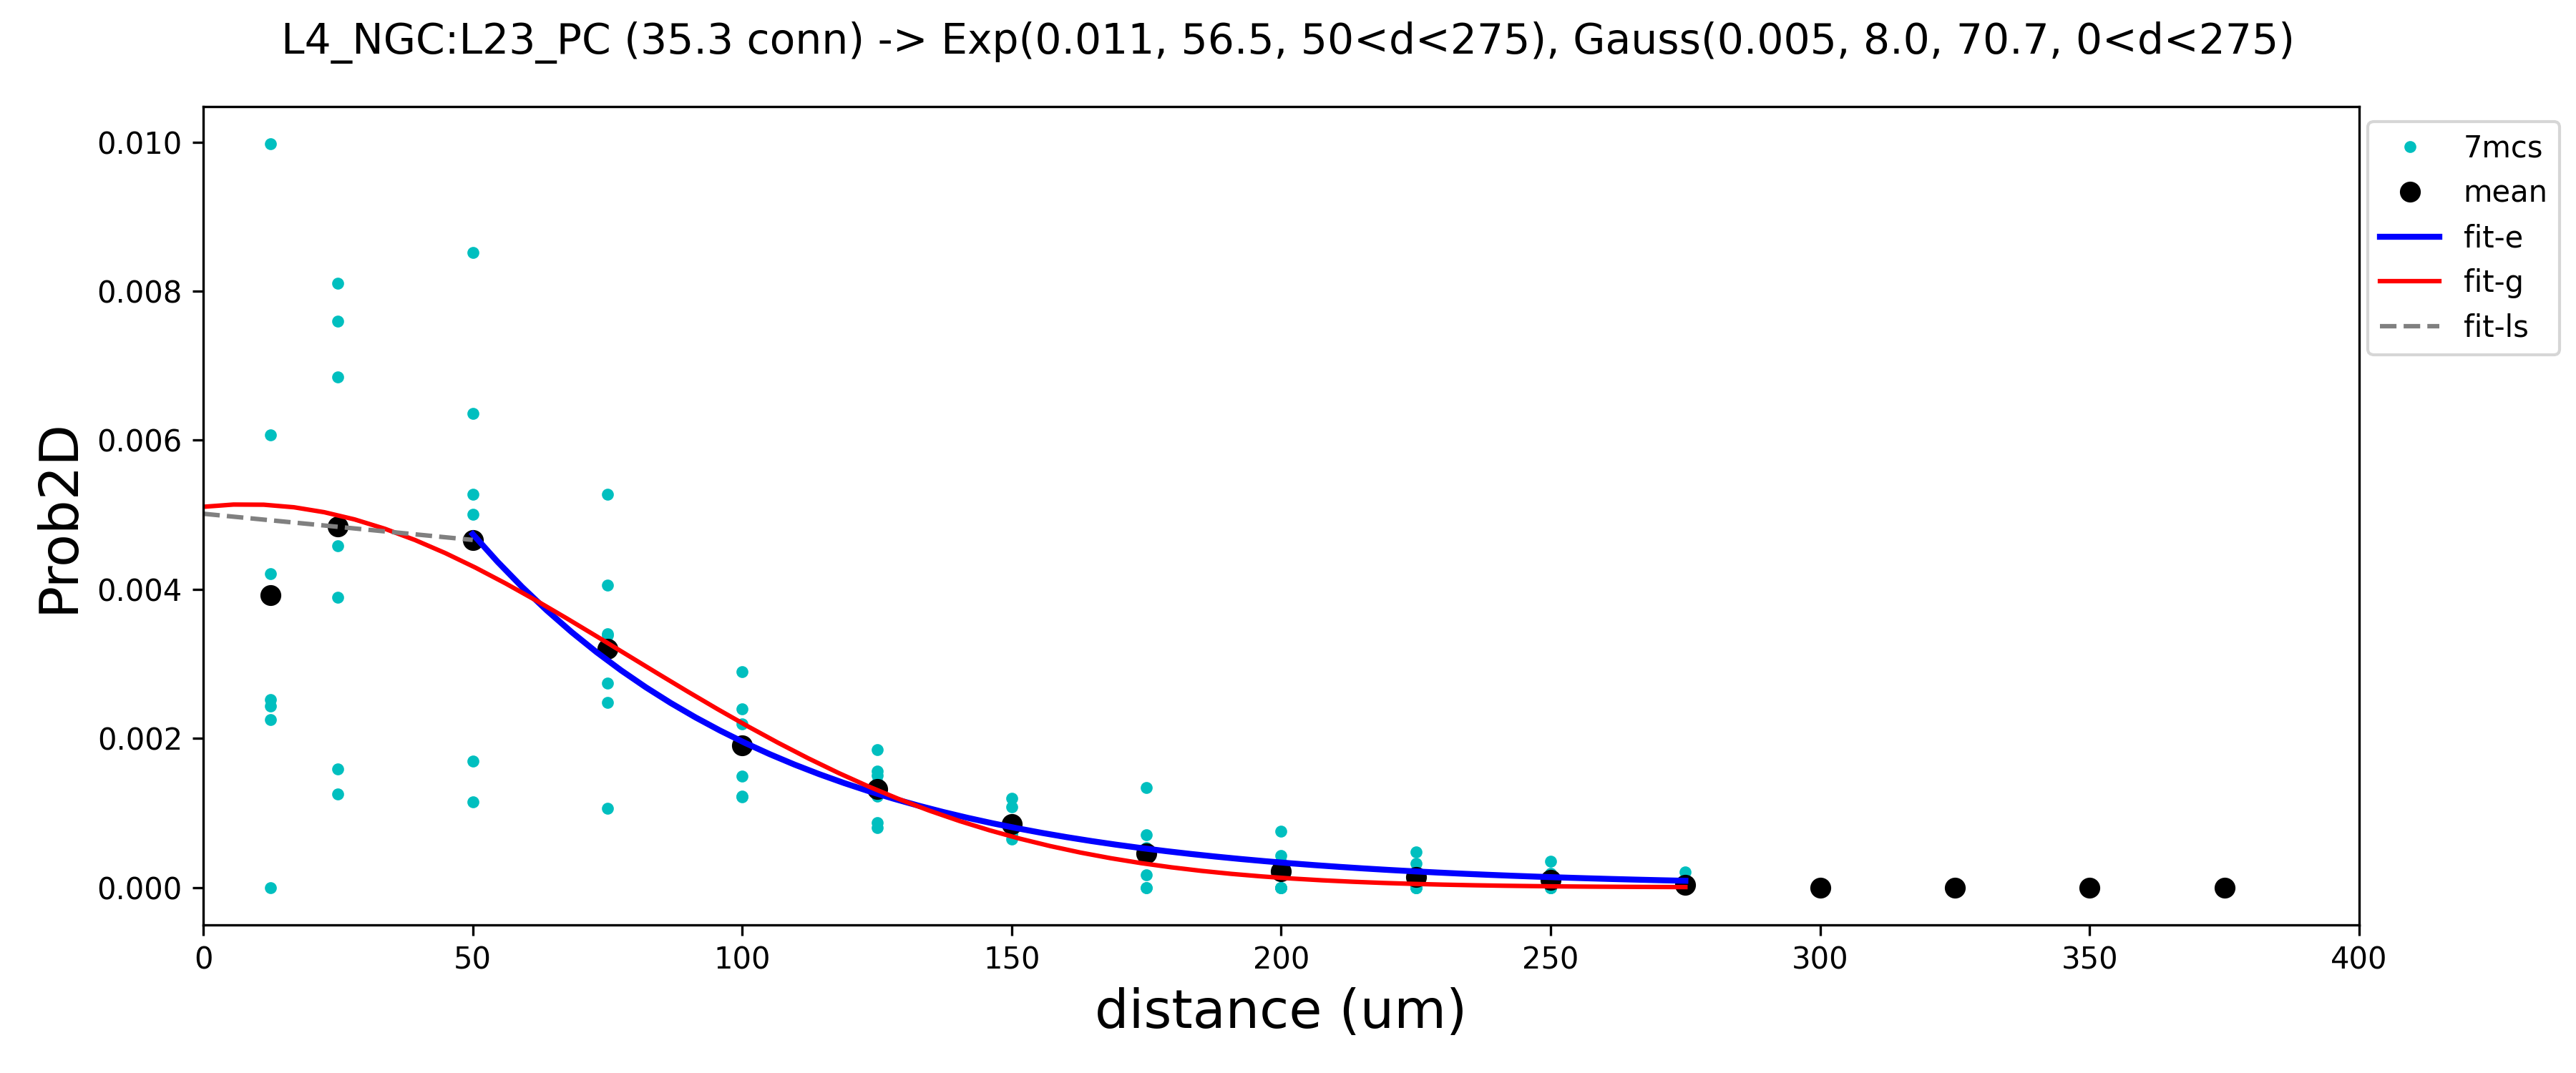 L4_NGC:L23_PC (35.3 conn) -> Exp(0.011, 56.5, 50<d<275), Gauss(0.005, 8.0, 70.7, 0<d<275)
0.010
0.008
0.006
0.004
0.002
0.000
Prob2D
0 50 100 150 200 250 300 350 400
distance (um)
7mcs
mean
fit-e
fit-g
fit-ls